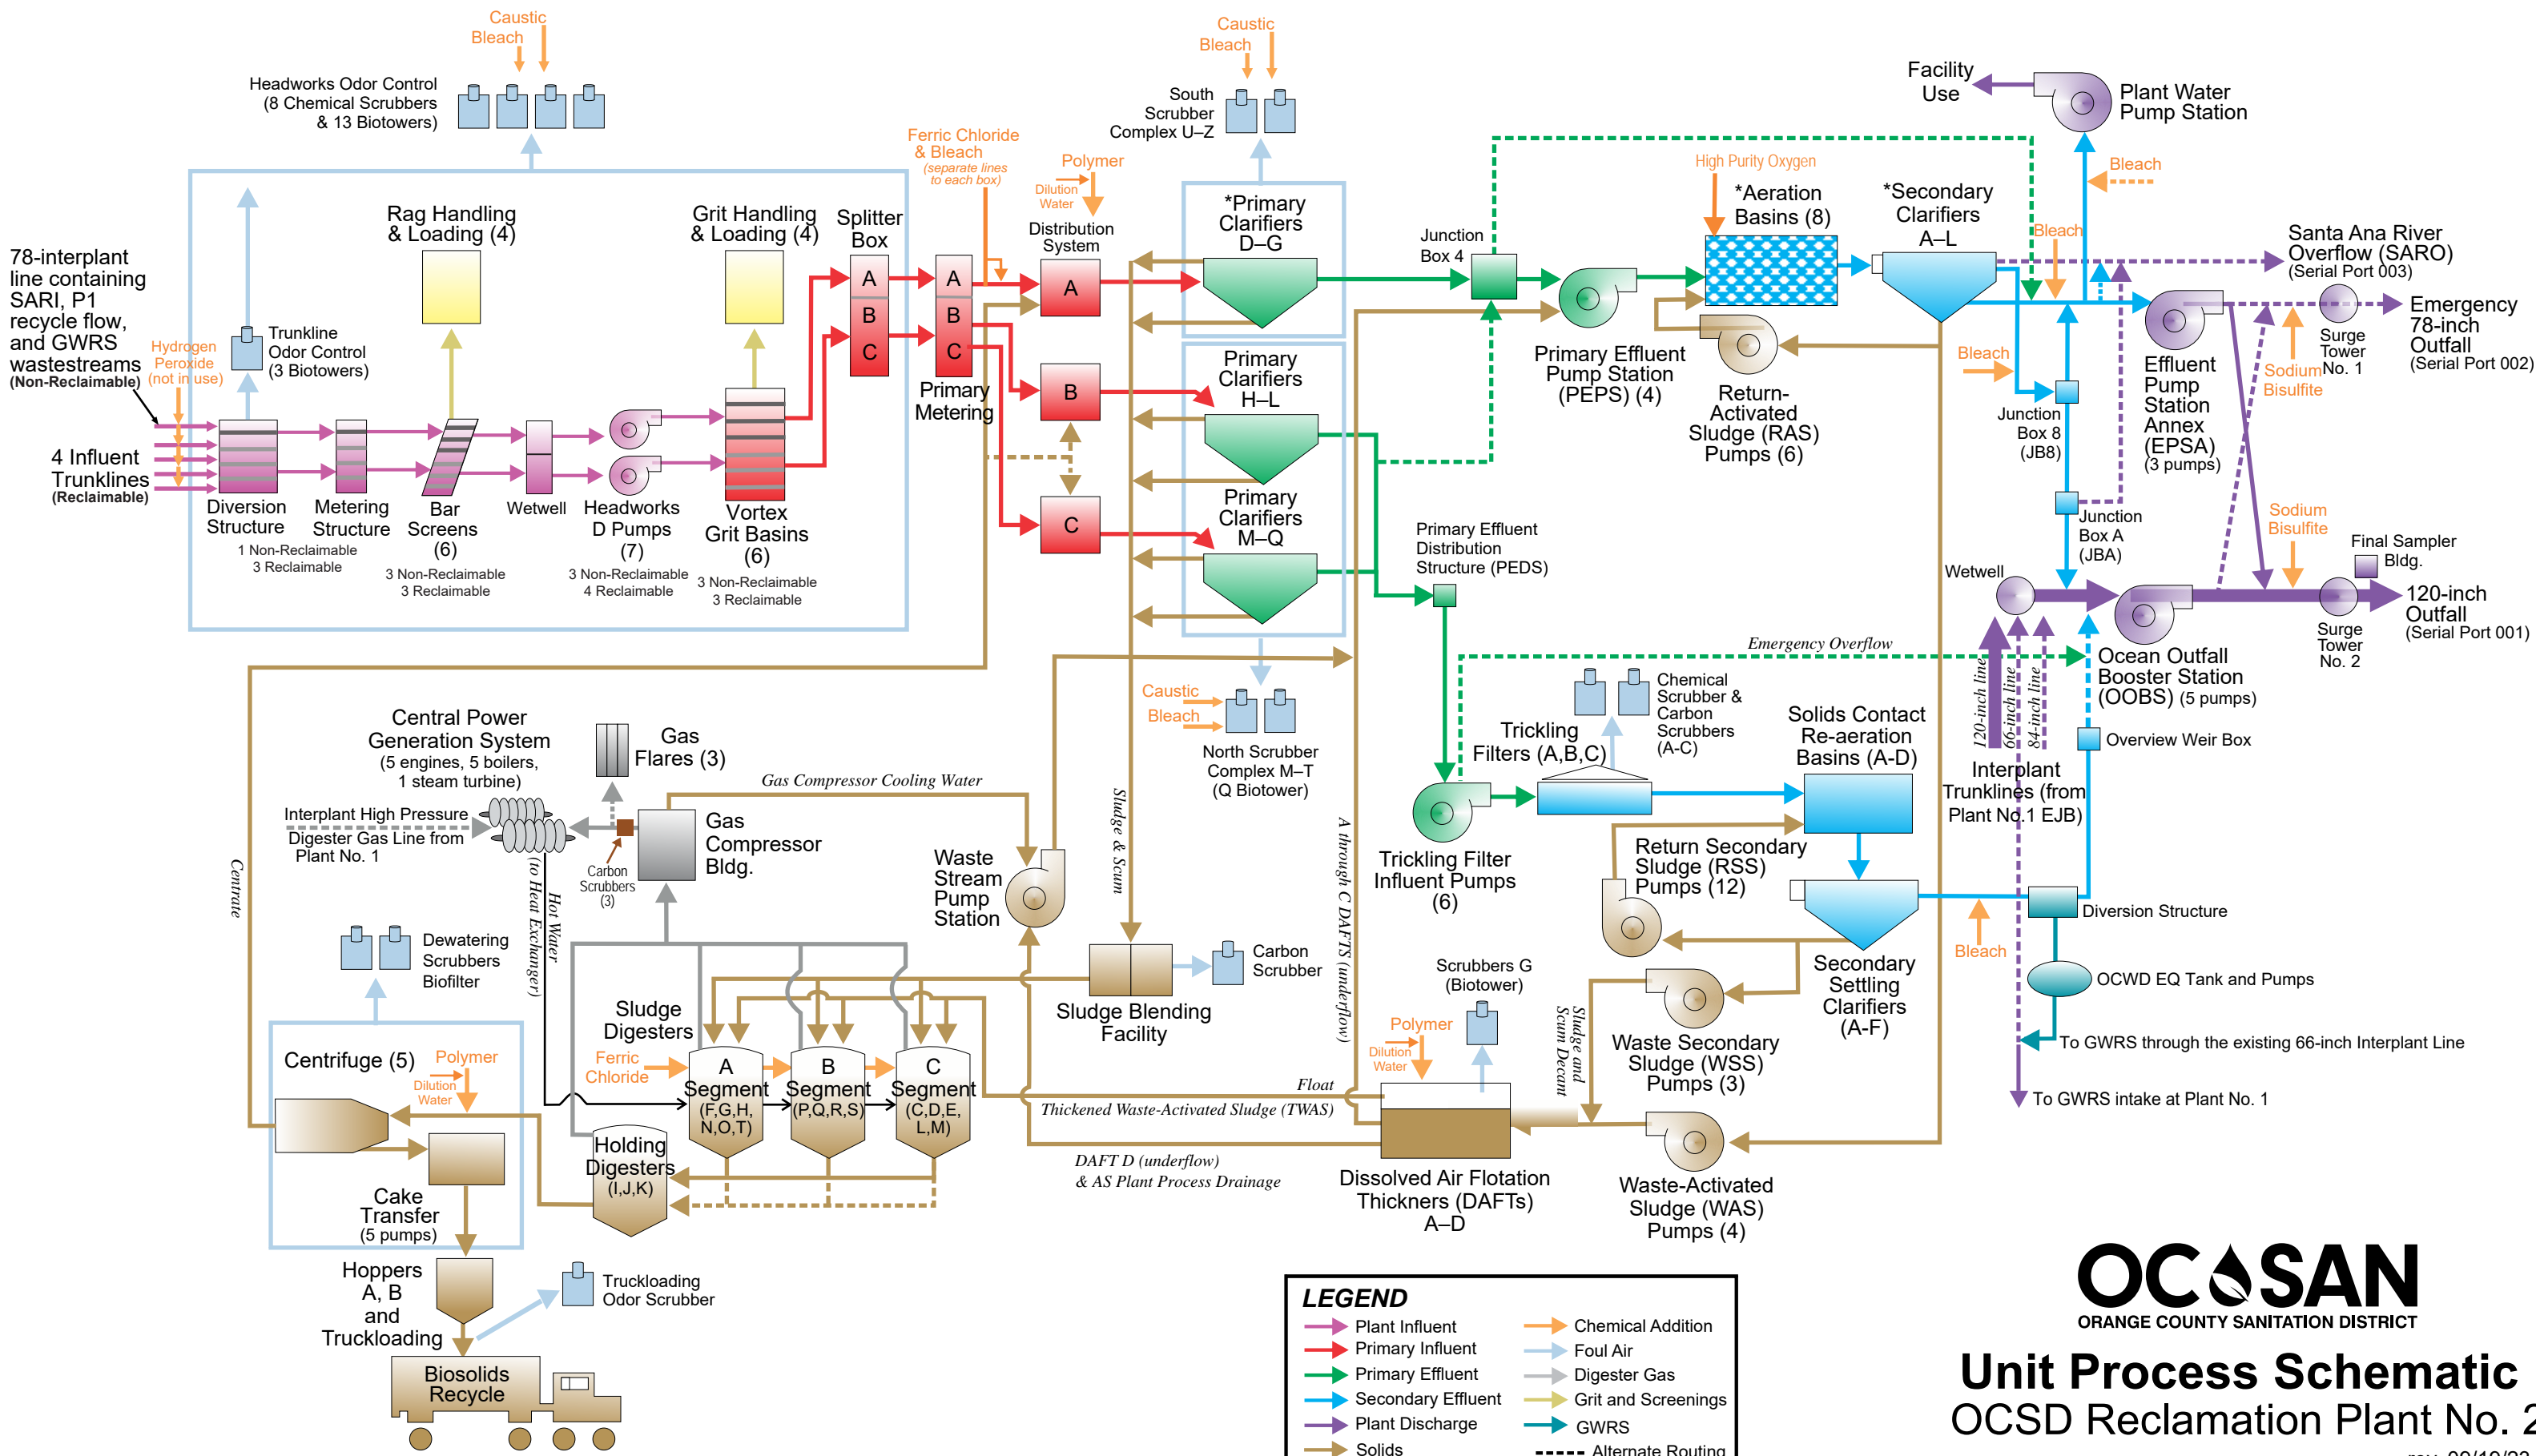 Caustic
Bleach
Headworks Odor Control
(8 Chemical Scrubbers
& 13 Biotowers)
Caustic
Bleach
South
Scrubber
Complex U–Z
Ferric Chloride
& Bleach
(separate lines
to each box)
Polymer
Dilution
Water
Distribution
System
Facility
Use
Plant Water
Pump Station
Bleach
78-interplant
line containing
SARI, P1
recycle flow,
and GWRS
wastestreams
(Non-Reclaimable)
Hydrogen
Peroxide
(not in use)
4 Influent
Trunklines
(Reclaimable)
Trunkline
Odor Control
(3 Biotowers)
Rag Handling
& Loading (4)
Grit Handling
& Loading (4)
Splitter
Box
A
B
C
A
B
C
Primary
Metering
A
B
C
Diversion
Structure
1 Non-Reclaimable
3 Reclaimable
Metering
Structure
Bar
Screens
(6)
3 Non-Reclaimable
3 Reclaimable
Wetwell
Headworks
D Pumps
(7)
3 Non-Reclaimable
4 Reclaimable
Vortex
Grit Basins
(6)
3 Non-Reclaimable
3 Reclaimable
*Primary
Clarifiers
D–G
Primary
Clarifiers
H–L
Primary
Clarifiers
M–Q
Junction
Box 4
High Purity Oxygen
*Aeration
Basins (8)
*Secondary
Clarifiers
A–L
Bleach
Primary Effluent
Pump Station
(PEPS) (4)
Return-
Activated
Sludge (RAS)
Pumps (6)
Bleach
Junction
Box 8
(JB8)
Junction
Box A
(JBA)
Santa Ana River
Overflow (SARO)
(Serial Port 003)
Emergency
78-inch
Outfall
(Serial Port 002)
Surge
Tower
No. 1
Sodium
Bisulfite
Effluent
Pump
Station
Annex
(EPSA)
(3 pumps)
Sodium
Bisulfite
Final Sampler
Bldg.
120-inch
Outfall
(Serial Port 001)
Surge
Tower
No. 2
Wetwell
Ocean Outfall
Booster Station
(OOBS) (5 pumps)
120-inch line
66-inch line
84-inch line
Interplant
Trunklines (from
Plant No.1 EJB)
Overview Weir Box
Primary Effluent
Distribution
Structure (PEDS)
Emergency Overflow
Caustic
Bleach
North Scrubber
Complex M–T
(Q Biotower)
Chemical
Scrubber &
Carbon
Scrubbers
(A-C)
Trickling
Filters (A,B,C)
Solids Contact
Re-aeration
Basins (A-D)
Trickling Filter
Influent Pumps
(6)
Return Secondary
Sludge (RSS)
Pumps (12)
Secondary
Settling
Clarifiers
(A-F)
Bleach
Diversion Structure
OCWD EQ Tank and Pumps
To GWRS through the existing 66-inch Interplant Line
To GWRS intake at Plant No. 1
Waste Secondary
Sludge (WSS)
Pumps (3)
Waste-Activated
Sludge (WAS)
Pumps (4)
Sludge and
Scum Decant
Scrubbers G
(Biotower)
Polymer
Dilution
Water
Dissolved Air Flotation
Thickners (DAFTs)
A–D
A through C DAFTS (underflow)
Sludge & Scum
Central Power
Generation System
(5 engines, 5 boilers,
1 steam turbine)
Gas
Flares (3)
Interplant High Pressure
Digester Gas Line from
Plant No. 1
Carbon
Scrubbers
(3)
Gas
Compressor
Bldg.
Gas Compressor Cooling Water
Waste
Stream
Pump
Station
Hot Water
(to Heat Exchanger)
Centrate
Dewatering
Scrubbers
Biofilter
Carbon
Scrubber
Sludge Blending
Facility
Sludge
Digesters
Ferric
Chloride
A
Segment
(F,G,H,
N,O,T)
B
Segment
(P,Q,R,S)
C
Segment
(C,D,E,
L,M)
Float
Thickened Waste-Activated Sludge (TWAS)
DAFT D (underflow)
& AS Plant Process Drainage
Holding
Digesters
(I,J,K)
Centrifuge (5)
Polymer
Dilution
Water
Cake
Transfer
(5 pumps)
Hoppers
A, B
and
Truckloading
Truckloading
Odor Scrubber
Biosolids
Recycle
LEGEND
Plant Influent
Primary Influent
Primary Effluent
Secondary Effluent
Plant Discharge
Solids
Chemical Addition
Foul Air
Digester Gas
Grit and Screenings
GWRS
Alternate Routing
OC SAN
ORANGE COUNTY SANITATION DISTRICT
Unit Process Schematic
OCSD Reclamation Plant No. 2